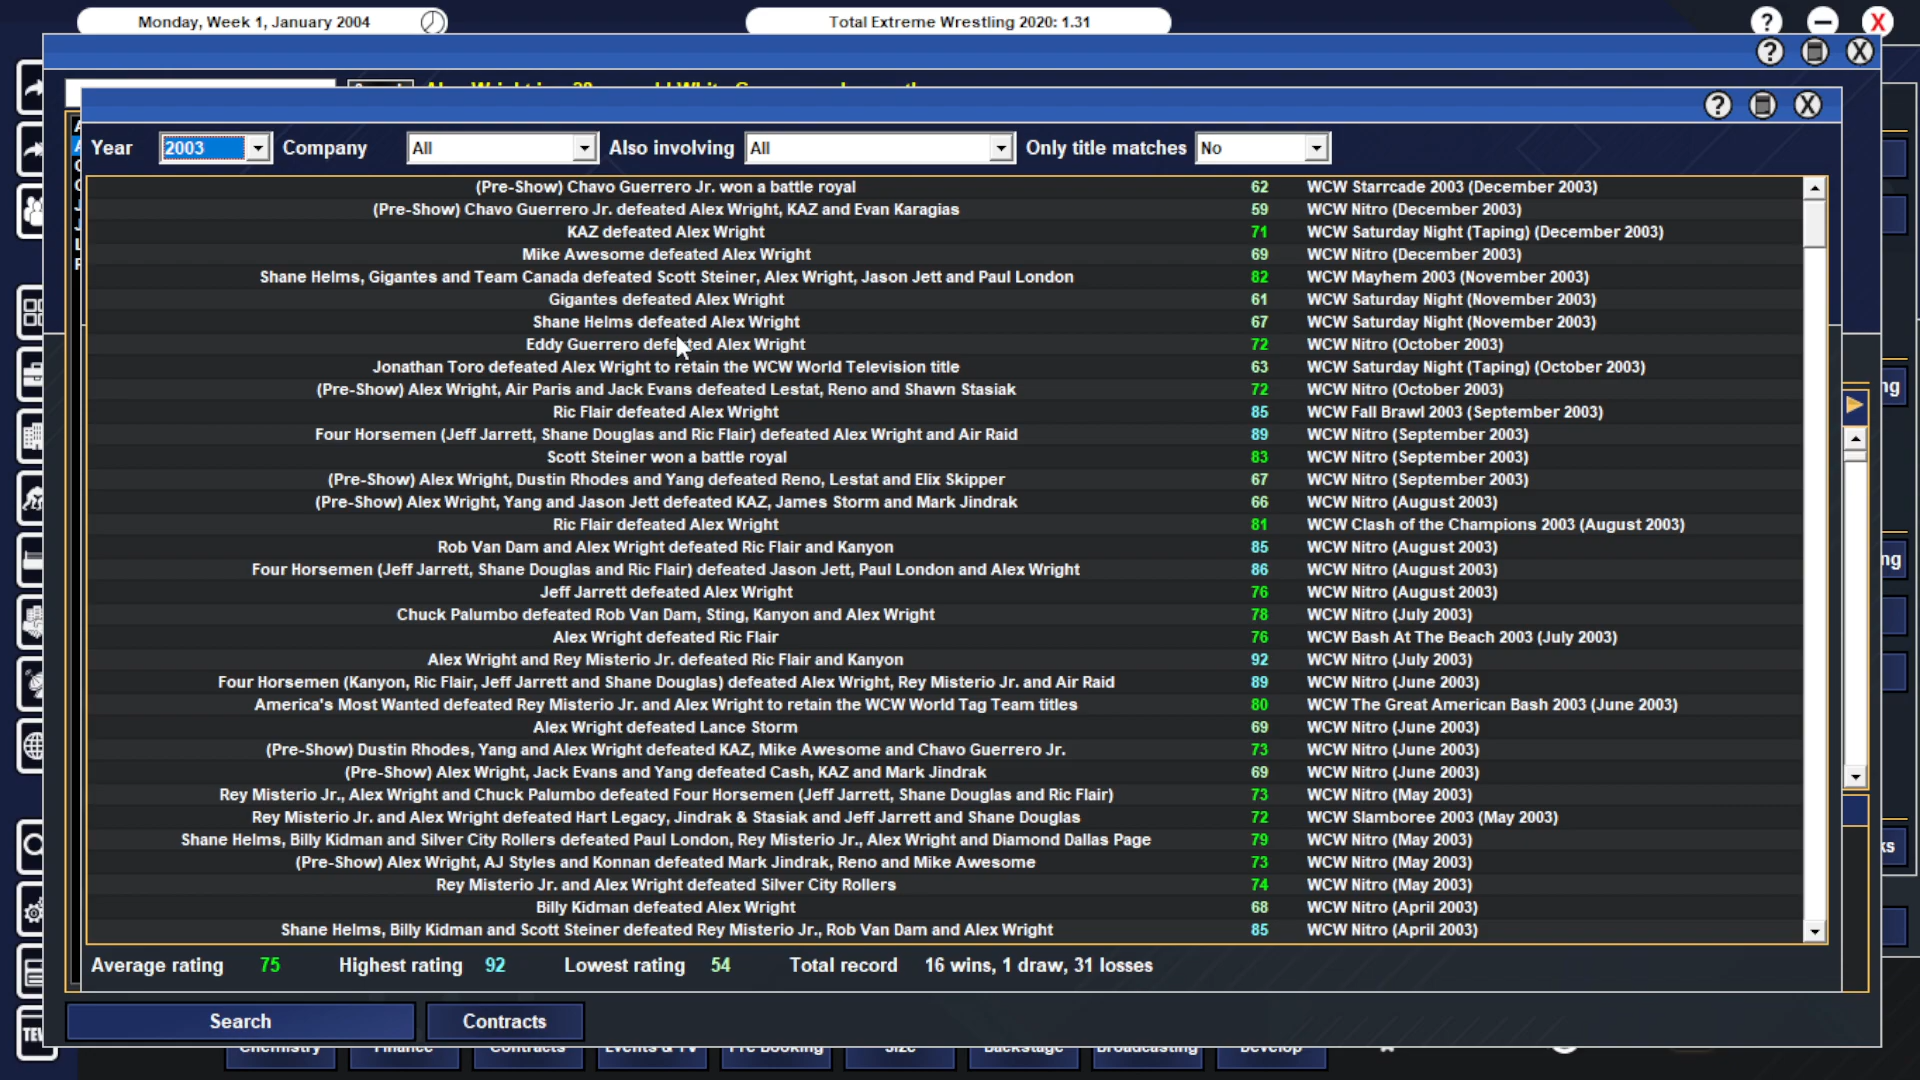 Monday, Week 1, January 2004
Total Extreme Wrestling 2020: 1.31
Year 2003 Company All Also involving All Only title matches No
(Pre-Show) Chavo Guerrero Jr. won a battle royal 62 WCW Starrcade 2003 (December 2003)
(Pre-Show) Chavo Guerrero Jr. defeated Alex Wright, KAZ and Evan Karagias 59 WCW Nitro (December 2003)
KAZ defeated Alex Wright 71 WCW Saturday Night (Taping) (December 2003)
Mike Awesome defeated Alex Wright 69 WCW Nitro (December 2003)
Shane Helms, Gigantes and Team Canada defeated Scott Steiner, Alex Wright, Jason Jett and Paul London 82 WCW Mayhem 2003 (November 2003)
Gigantes defeated Alex Wright 61 WCW Saturday Night (November 2003)
Shane Helms defeated Alex Wright 67 WCW Saturday Night (November 2003)
Eddy Guerrero defeated Alex Wright 72 WCW Nitro (October 2003)
Jonathan Toro defeated Alex Wright to retain the WCW World Television title 63 WCW Saturday Night (Taping) (October 2003)
(Pre-Show) Alex Wright, Air Paris and Jack Evans defeated Lestat, Reno and Shawn Stasiak 72 WCW Nitro (October 2003)
Ric Flair defeated Alex Wright 85 WCW Fall Brawl 2003 (September 2003)
Four Horsemen (Jeff Jarrett, Shane Douglas and Ric Flair) defeated Alex Wright and Air Raid 89 WCW Nitro (September 2003)
Scott Steiner won a battle royal 83 WCW Nitro (September 2003)
(Pre-Show) Alex Wright, Dustin Rhodes and Yang defeated Reno, Lestat and Elix Skipper 67 WCW Nitro (September 2003)
(Pre-Show) Alex Wright, Yang and Jason Jett defeated KAZ, James Storm and Mark Jindrak 66 WCW Nitro (August 2003)
Ric Flair defeated Alex Wright 81 WCW Clash of the Champions 2003 (August 2003)
Rob Van Dam and Alex Wright defeated Ric Flair and Kanyon 85 WCW Nitro (August 2003)
Four Horsemen (Jeff Jarrett, Shane Douglas and Ric Flair) defeated Jason Jett, Paul London and Alex Wright 86 WCW Nitro (August 2003)
Jeff Jarrett defeated Alex Wright 76 WCW Nitro (August 2003)
Chuck Palumbo defeated Rob Van Dam, Sting, Kanyon and Alex Wright 78 WCW Nitro (July 2003)
Alex Wright defeated Ric Flair 76 WCW Bash At The Beach 2003 (July 2003)
Alex Wright and Rey Misterio Jr. defeated Ric Flair and Kanyon 92 WCW Nitro (July 2003)
Four Horsemen (Kanyon, Ric Flair, Jeff Jarrett and Shane Douglas) defeated Alex Wright, Rey Misterio Jr. and Air Raid 89 WCW Nitro (June 2003)
America's Most Wanted defeated Rey Misterio Jr. and Alex Wright to retain the WCW World Tag Team titles 80 WCW The Great American Bash 2003 (June 2003)
Alex Wright defeated Lance Storm 69 WCW Nitro (June 2003)
(Pre-Show) Dustin Rhodes, Yang and Alex Wright defeated KAZ, Mike Awesome and Chavo Guerrero Jr. 73 WCW Nitro (June 2003)
(Pre-Show) Alex Wright, Jack Evans and Yang defeated Cash, KAZ and Mark Jindrak 69 WCW Nitro (June 2003)
Rey Misterio Jr., Alex Wright and Chuck Palumbo defeated Four Horsemen (Jeff Jarrett, Shane Douglas and Ric Flair) 73 WCW Nitro (May 2003)
Rey Misterio Jr. and Alex Wright defeated Hart Legacy, Jindrak & Stasiak and Jeff Jarrett and Shane Douglas 72 WCW Slamboree 2003 (May 2003)
Shane Helms, Billy Kidman and Silver City Rollers defeated Paul London, Rey Misterio Jr., Alex Wright and Diamond Dallas Page 79 WCW Nitro (May 2003)
(Pre-Show) Alex Wright, AJ Styles and Konnan defeated Mark Jindrak, Reno and Mike Awesome 73 WCW Nitro (May 2003)
Rey Misterio Jr. and Alex Wright defeated Silver City Rollers 74 WCW Nitro (May 2003)
Billy Kidman defeated Alex Wright 68 WCW Nitro (April 2003)
Shane Helms, Billy Kidman and Scott Steiner defeated Rey Misterio Jr., Rob Van Dam and Alex Wright 85 WCW Nitro (April 2003)
Average rating 75 Highest rating 92 Lowest rating 54 Total record 16 wins, 1 draw, 31 losses
Search Contracts
Chemistry Finance Contracts Events & TV Pre Booking Size Backstage Broadcasting Develop